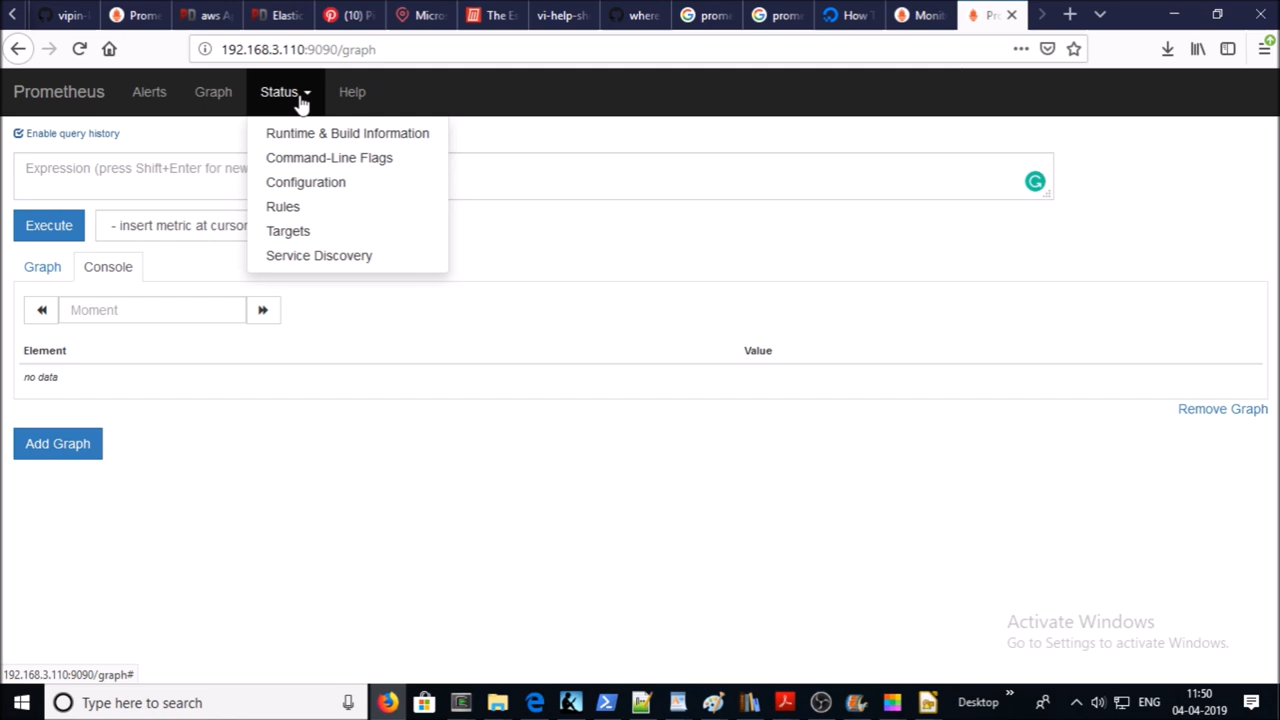 vipin-
Prome
aws A
Elastic
(10) Pi
Micro
The E
vi-help-sh
where
prome
prome
How T
Monit
Pr
192.168.3.110:9090/graph
Prometheus Alerts Graph Status Help
Enable query history
Runtime & Build Information
Command-Line Flags
Configuration
Rules
Targets
Service Discovery
Expression (press Shift+Enter for new
Execute
- insert metric at cursor
Graph Console
Moment
Element Value
no data
Remove Graph
Add Graph
Activate Windows
Go to Settings to activate Windows.
192.168.3.110:9090/graph#
Type here to search
Desktop
ENG
11:50
04-04-2019